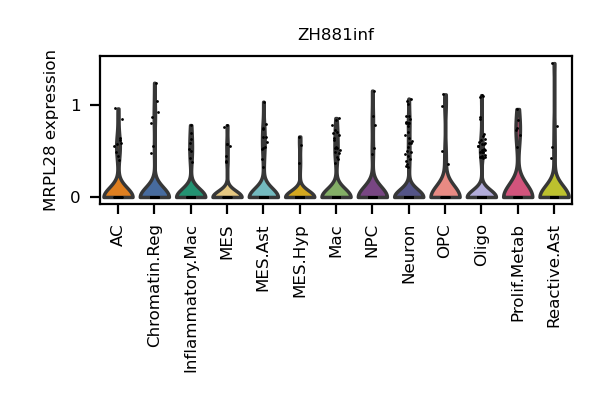 ZH881inf
MRPL28 expression
1
0
AC
Chromatin.Reg
Inflammatory.Mac
MES
MES.Ast
MES.Hyp
Mac
NPC
Neuron
OPC
Oligo
Prolif.Metab
Reactive.Ast